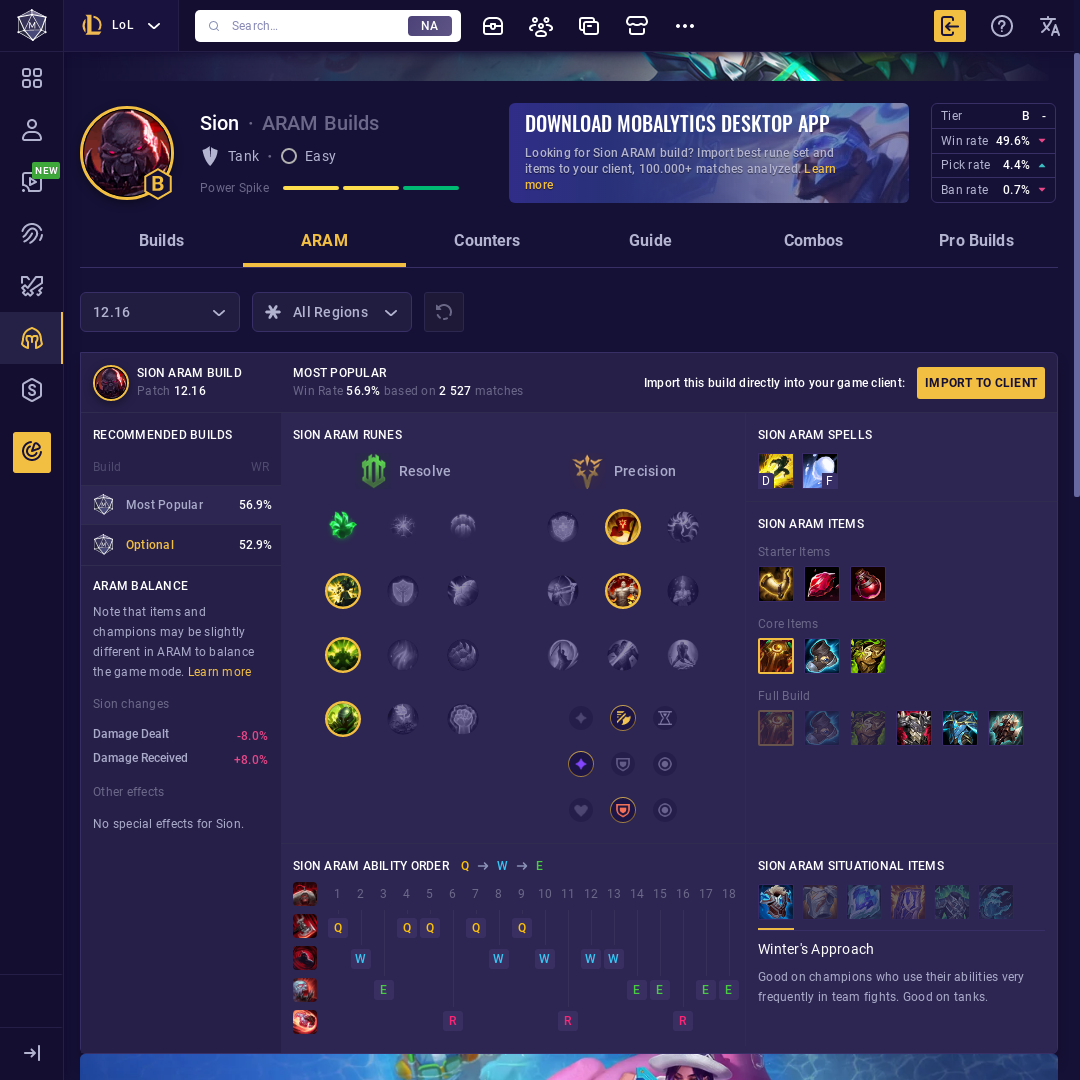 LoL
Search...
NA
NEW
Sion · ARAM Builds
Tank · Easy
Power Spike
B
DOWNLOAD MOBALYTICS DESKTOP APP
Looking for Sion ARAM build? Import best rune set and
items to your client, 100.000+ matches analyzed. Learn
more
Tier B -
Win rate 49.6%
Pick rate 4.4%
Ban rate 0.7%
Builds
ARAM
Counters
Guide
Combos
Pro Builds
12.16
All Regions
SION ARAM BUILD
Patch 12.16
MOST POPULAR
Win Rate 56.9% based on 2 527 matches
Import this build directly into your game client:
IMPORT TO CLIENT
RECOMMENDED BUILDS
Build WR
Most Popular 56.9%
Optional 52.9%
ARAM BALANCE
Note that items and
champions may be slightly
different in ARAM to balance
the game mode. Learn more
Sion changes
Damage Dealt -8.0%
Damage Received +8.0%
Other effects
No special effects for Sion.
SION ARAM RUNES
Resolve
Precision
SION ARAM SPELLS
D
F
SION ARAM ITEMS
Starter Items
Core Items
Full Build
SION ARAM ABILITY ORDER Q W E
1 2 3 4 5 6 7 8 9 10 11 12 13 14 15 16 17 18
Q Q Q Q Q
W W W W W
E E E E E
R R R
SION ARAM SITUATIONAL ITEMS
Winter's Approach
Good on champions who use their abilities very
frequently in team fights. Good on tanks.